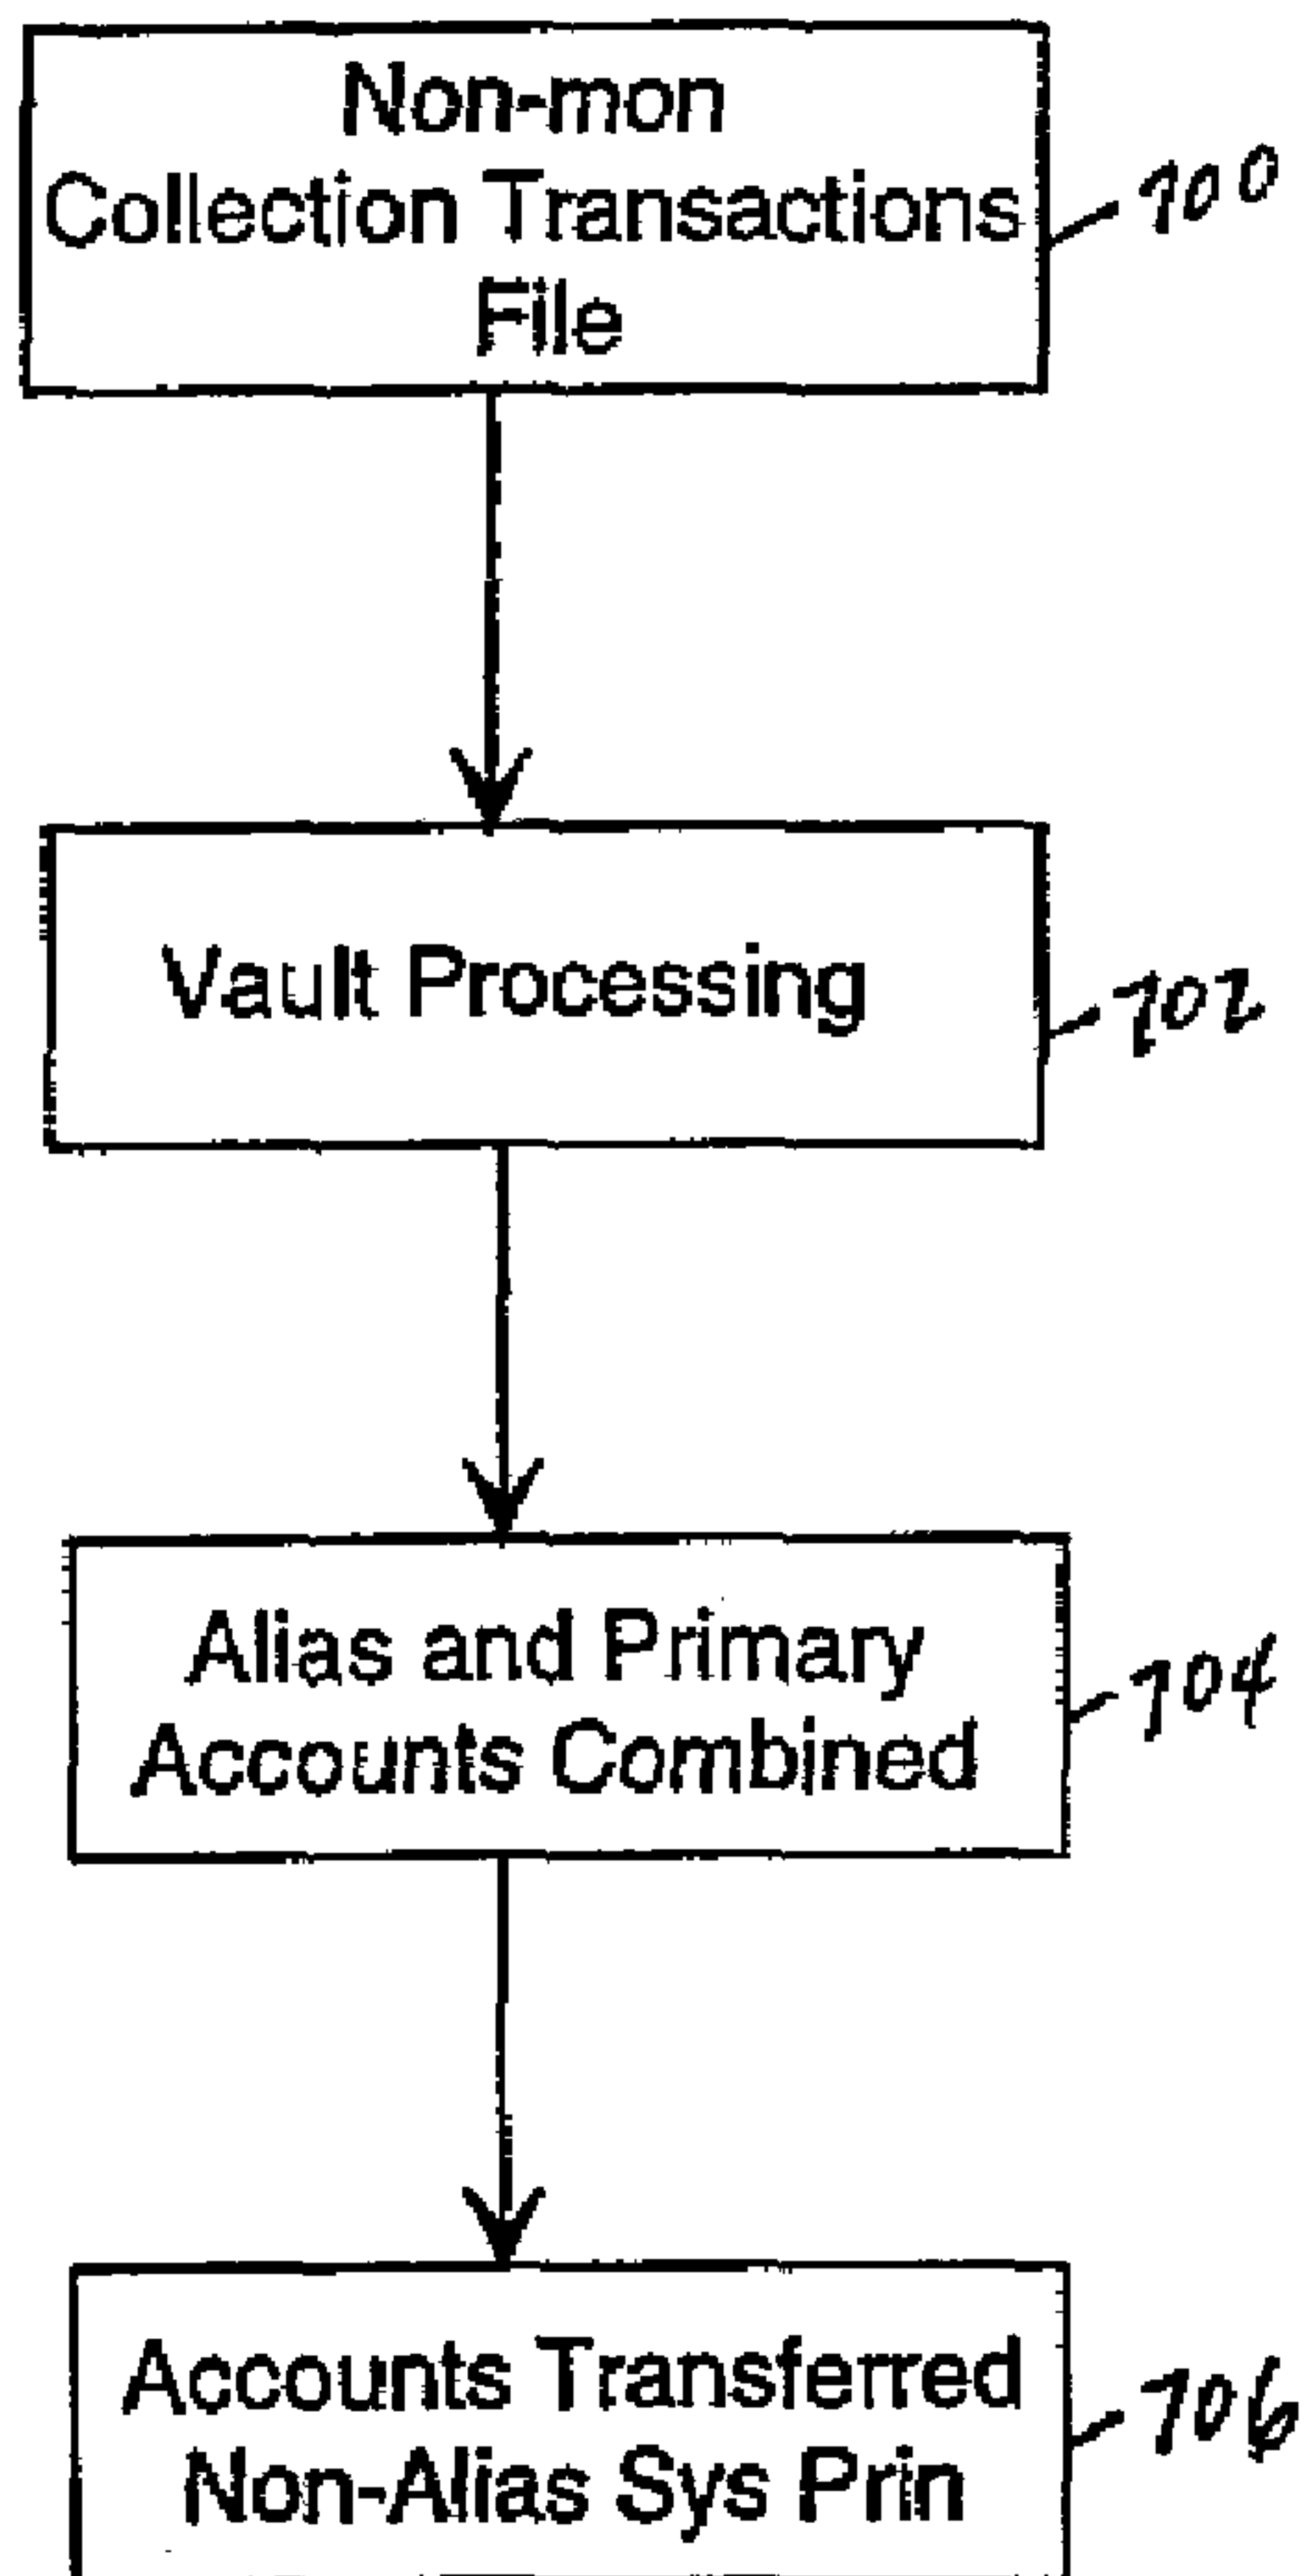 Non-mon
Collection Transactions
File
700
Vault Processing
702
Alias and Primary
Accounts Combined
704
Accounts Transferred
Non-Alias Sys Prin
706